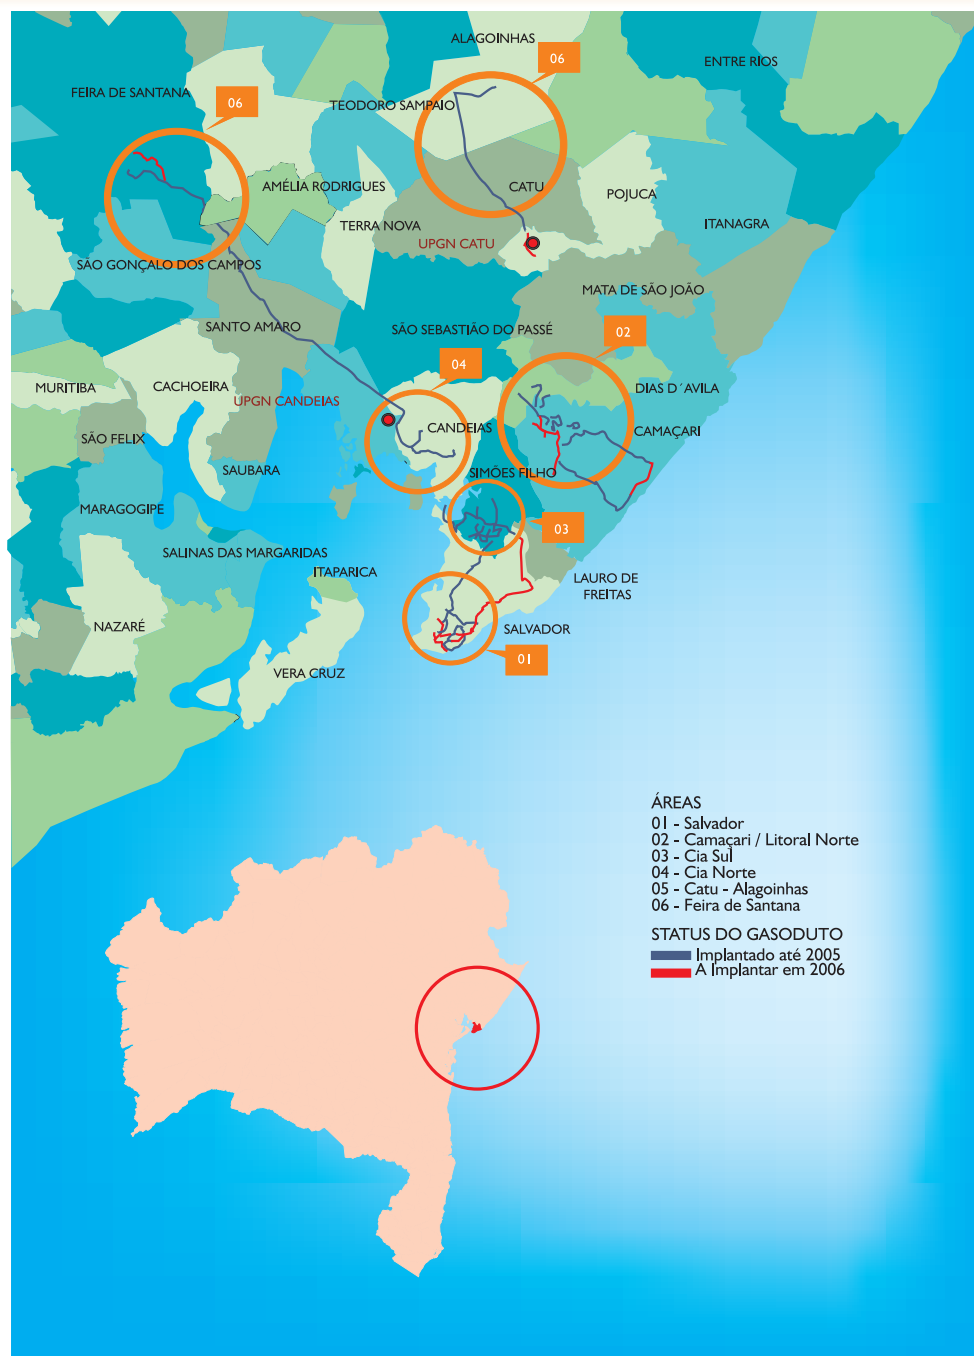 ALAGOINHAS
06
ENTRE RIOS
FEIRA DE SANTANA
06
TEODORO SAMPAIO
AMÉLIA RODRIGUES
CATU
POJUCA
TERRA NOVA
ITANAGRA
UPGN CATU
SÃO GONÇALO DOS CAMPOS
MATA DE SÃO JOÃO
SANTO AMARO
SÃO SEBASTIÃO DO PASSÉ
02
04
MURITIBA
CACHOEIRA
DIAS D´AVILA
UPGN CANDEIAS
CANDEIAS
CAMAÇARI
SÃO FELIX
SAUBARA
SIMÕES FILHO
MARAGOGIPE
03
SALINAS DAS MARGARIDAS
ITAPARICA
LAURO DE
FREITAS
NAZARÉ
SALVADOR
01
VERA CRUZ
ÁREAS
01 - Salvador
02 - Camaçari / Litoral Norte
03 - Cia Sul
04 - Cia Norte
05 - Catu - Alagoinhas
06 - Feira de Santana
STATUS DO GASODUTO
Implantado até 2005
A Implantar em 2006